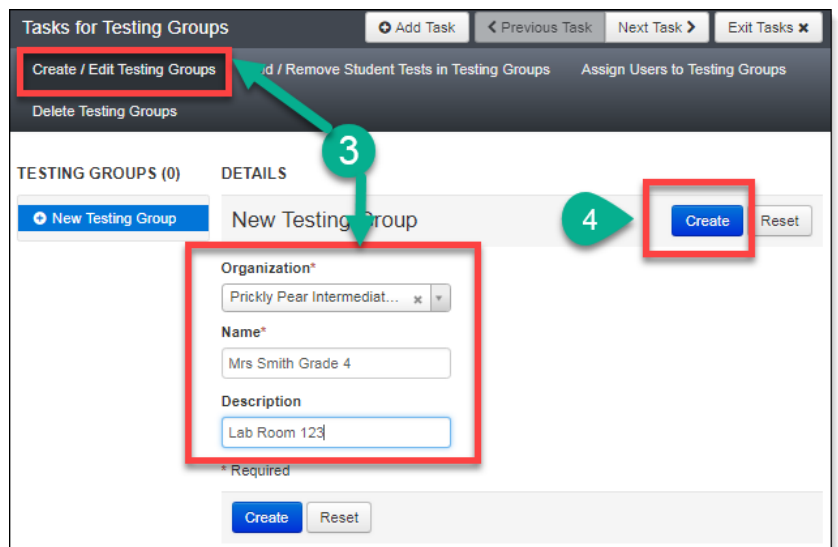 Tasks for Testing Groups
Add Task
Previous Task
Next Task
Exit Tasks
Create / Edit Testing Groups
/ Remove Student Tests in Testing Groups
Assign Users to Testing Groups
Delete Testing Groups
3
TESTING GROUPS (0)
DETAILS
New Testing Group
New Testing Group
4
Create
Reset
Organization*
Prickly Pear Intermediat...
Name*
Mrs Smith Grade 4
Description
Lab Room 123
* Required
Create
Reset